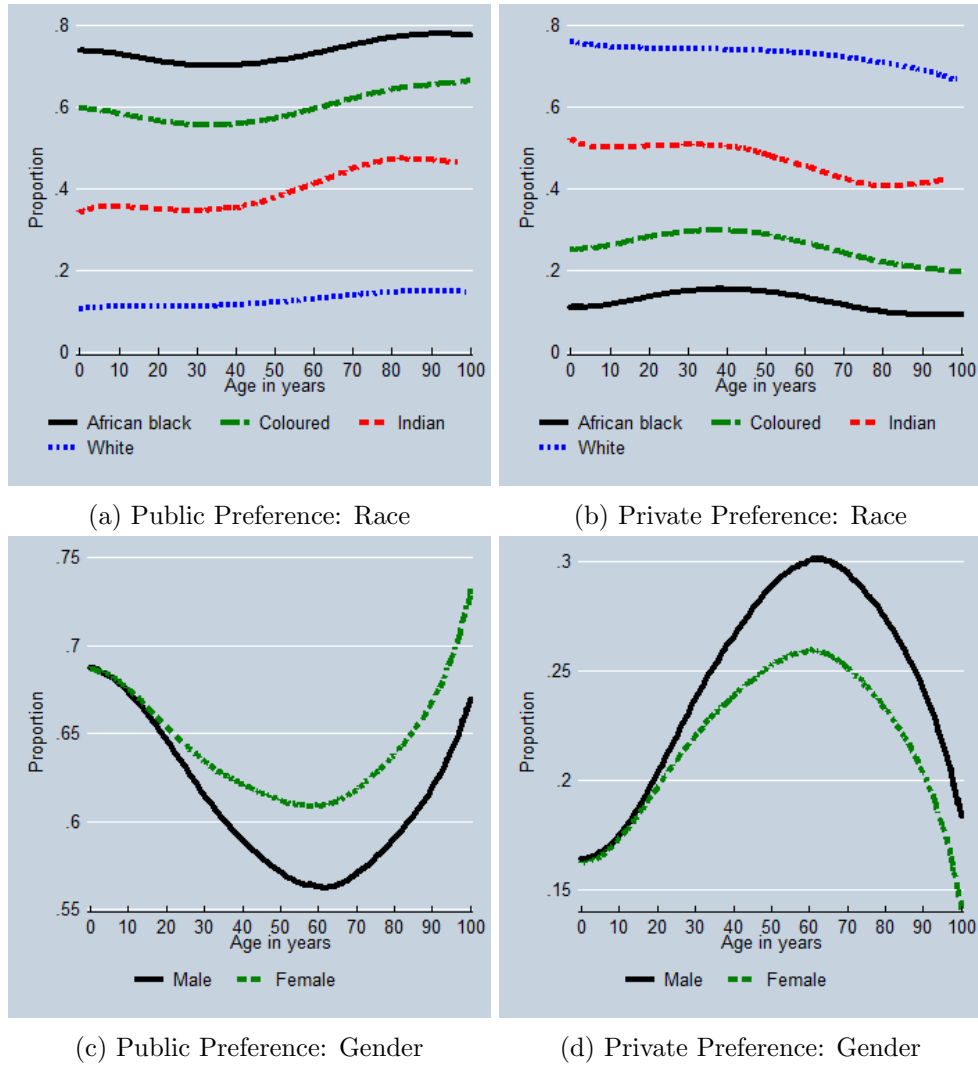 .8
.6
.4
.2
0
Proportion
0 10 20 30 40 50 60 70 80 90 100
Age in years
African black Coloured Indian
White
(a) Public Preference: Race
.8
.6
.4
.2
0
Proportion
0 10 20 30 40 50 60 70 80 90 100
Age in years
African black Coloured Indian
White
(b) Private Preference: Race
.75
.7
.65
.6
.55
Proportion
0 10 20 30 40 50 60 70 80 90 100
Age in years
Male Female
(c) Public Preference: Gender
.3
.25
.2
.15
Proportion
0 10 20 30 40 50 60 70 80 90 100
Age in years
Male Female
(d) Private Preference: Gender